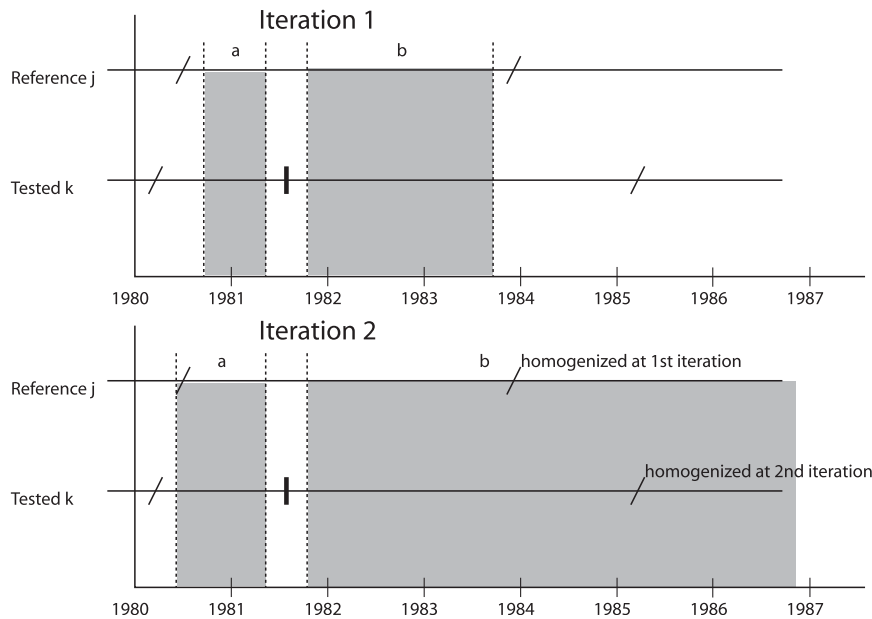 Iteration 1
a b
Reference j
Tested k
1980 1981 1982 1983 1984 1985 1986 1987
Iteration 2
a b homogenized at 1st iteration
Reference j
homogenized at 2nd iteration
Tested k
1980 1981 1982 1983 1984 1985 1986 1987